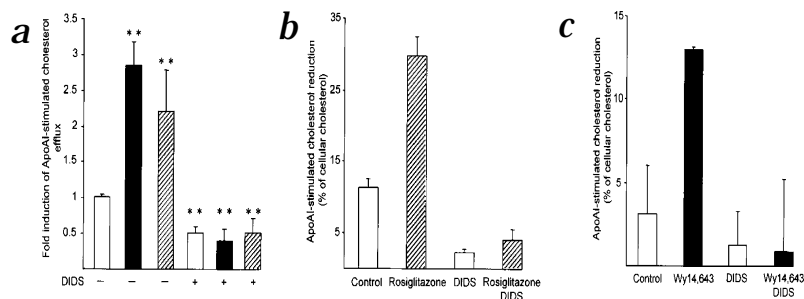 a
Fold induction of ApoAI-stimulated cholesterol
efflux
3.5
3
2.5
2
1.5
1
0.5
** ** ** ** **
DIDS – – – + + +
b
ApoAI-stimulated cholesterol reduction
(% of cellular cholesterol)
35
25
15
5
Control Rosiglitazone DIDS Rosiglitazone
DIDS
c
ApoAI-stimulated cholesterol reduction
(% of cellular cholesterol)
15
10
5
Control Wy14,643 DIDS Wy14,643
DIDS